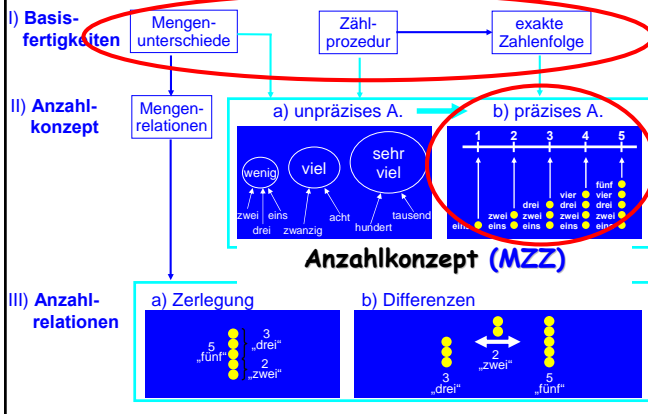 I) Basis-
fertigkeiten
Mengen-
unterschiede
Zähl-
prozedur
exakte
Zahlenfolge
II) Anzahl-
konzept
Mengen-
relationen
a) unpräzises A.
wenig
viel
sehr
viel
zwei
drei
eins
zwanzig
acht
hundert
tausend
b) präzises A.
1 2 3 4 5
fünf
vier vier
drei drei drei
zwei zwei zwei zwei
eins eins eins eins eins
Anzahlkonzept (MZZ)
III) Anzahl-
relationen
a) Zerlegung
5
„fünf“
3
„drei“
2
„zwei“
b) Differenzen
3
„drei“
2
„zwei“
5
„fünf“